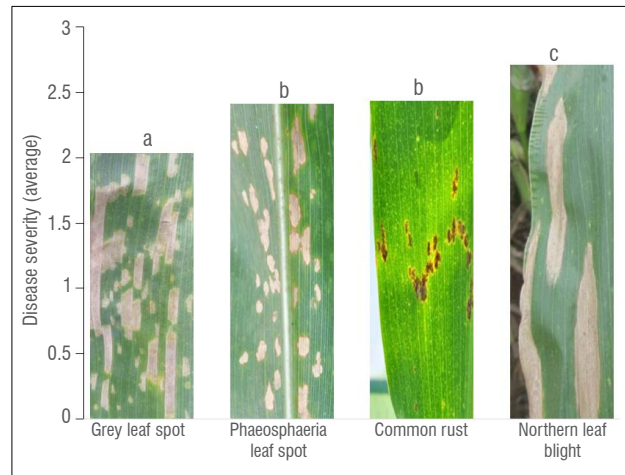 3
2.5
2
1.5
1
0.5
0
Disease severity (average)
a
b
b
c
Grey leaf spot
Phaeosphaeria
leaf spot
Common rust
Northern leaf
blight